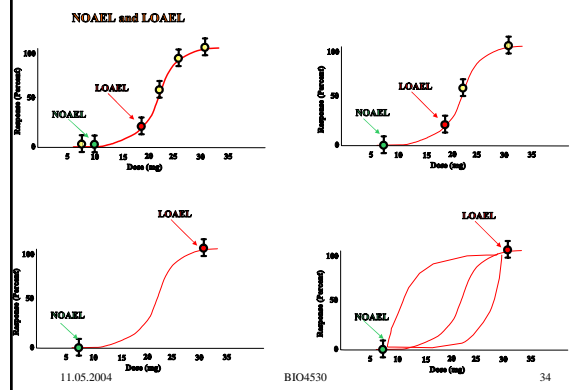 NOAEL and LOAEL
100
50
0
Response (Percent)
LOAEL
NOAEL
5 10 15 20 25 30 35
Dose (mg)
100
50
0
Response (Percent)
LOAEL
NOAEL
5 10 15 20 25 30 35
Dose (mg)
100
50
0
Response (Percent)
LOAEL
NOAEL
5 10 15 20 25 30 35
Dose (mg)
100
50
0
Response (Percent)
LOAEL
NOAEL
5 10 15 20 25 30 35
Dose (mg)
11.05.2004 BIO4530 34